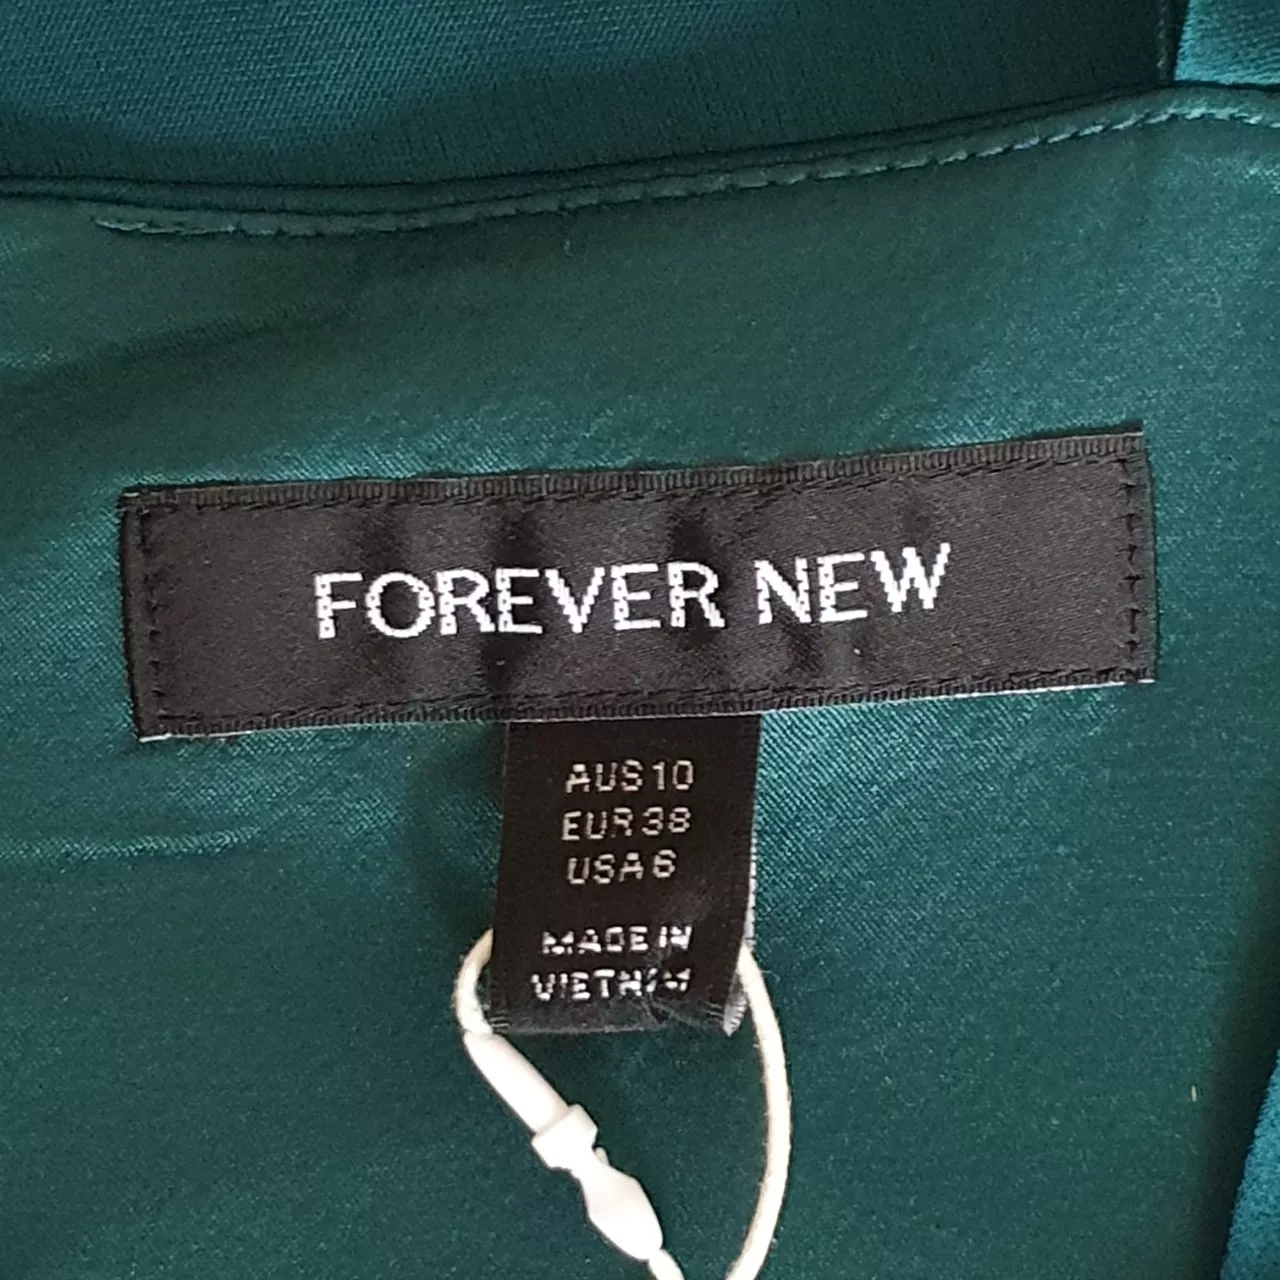 FOREVER NEW
AUS 10
EUR 38
USA 6
MADE IN
VIETNAM